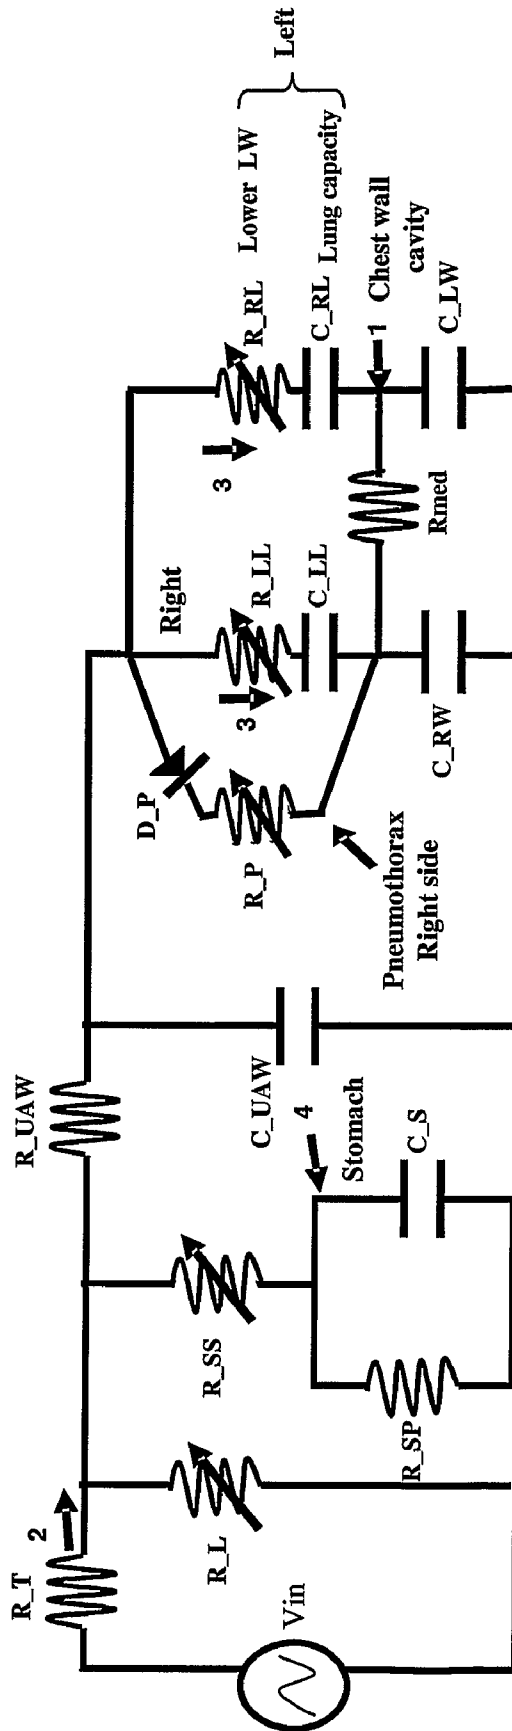 R_T
2
R_UAW
Vin
R_L
R_SS
R_SP
C_S
4
Stomach
C_UAW
Pneumothorax
Right side
R_P
D_P
Right
3
R_LL
C_LL
C_RW
Rmed
3
R_RL
Lower LW
C_RL
Lung capacity
Left
1
Chest wall
cavity
C_LW